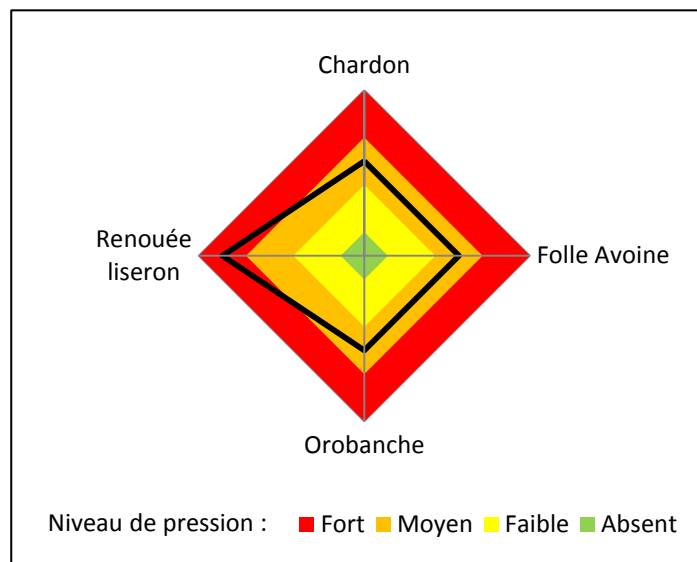 Chardon
Renouée
liseron
Folle Avoine
Orobanche
Niveau de pression : Fort Moyen Faible Absent